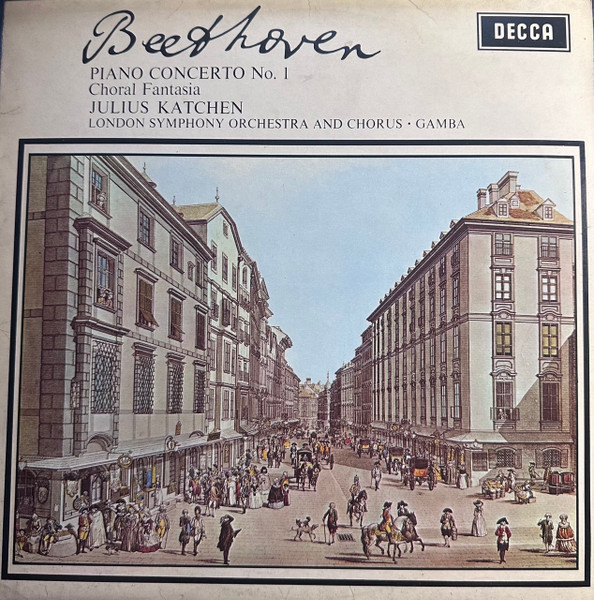 Beethoven
DECCA
PIANO CONCERTO No. 1
Choral Fantasia
JULIUS KATCHEN
LONDON SYMPHONY ORCHESTRA AND CHORUS • GAMBA